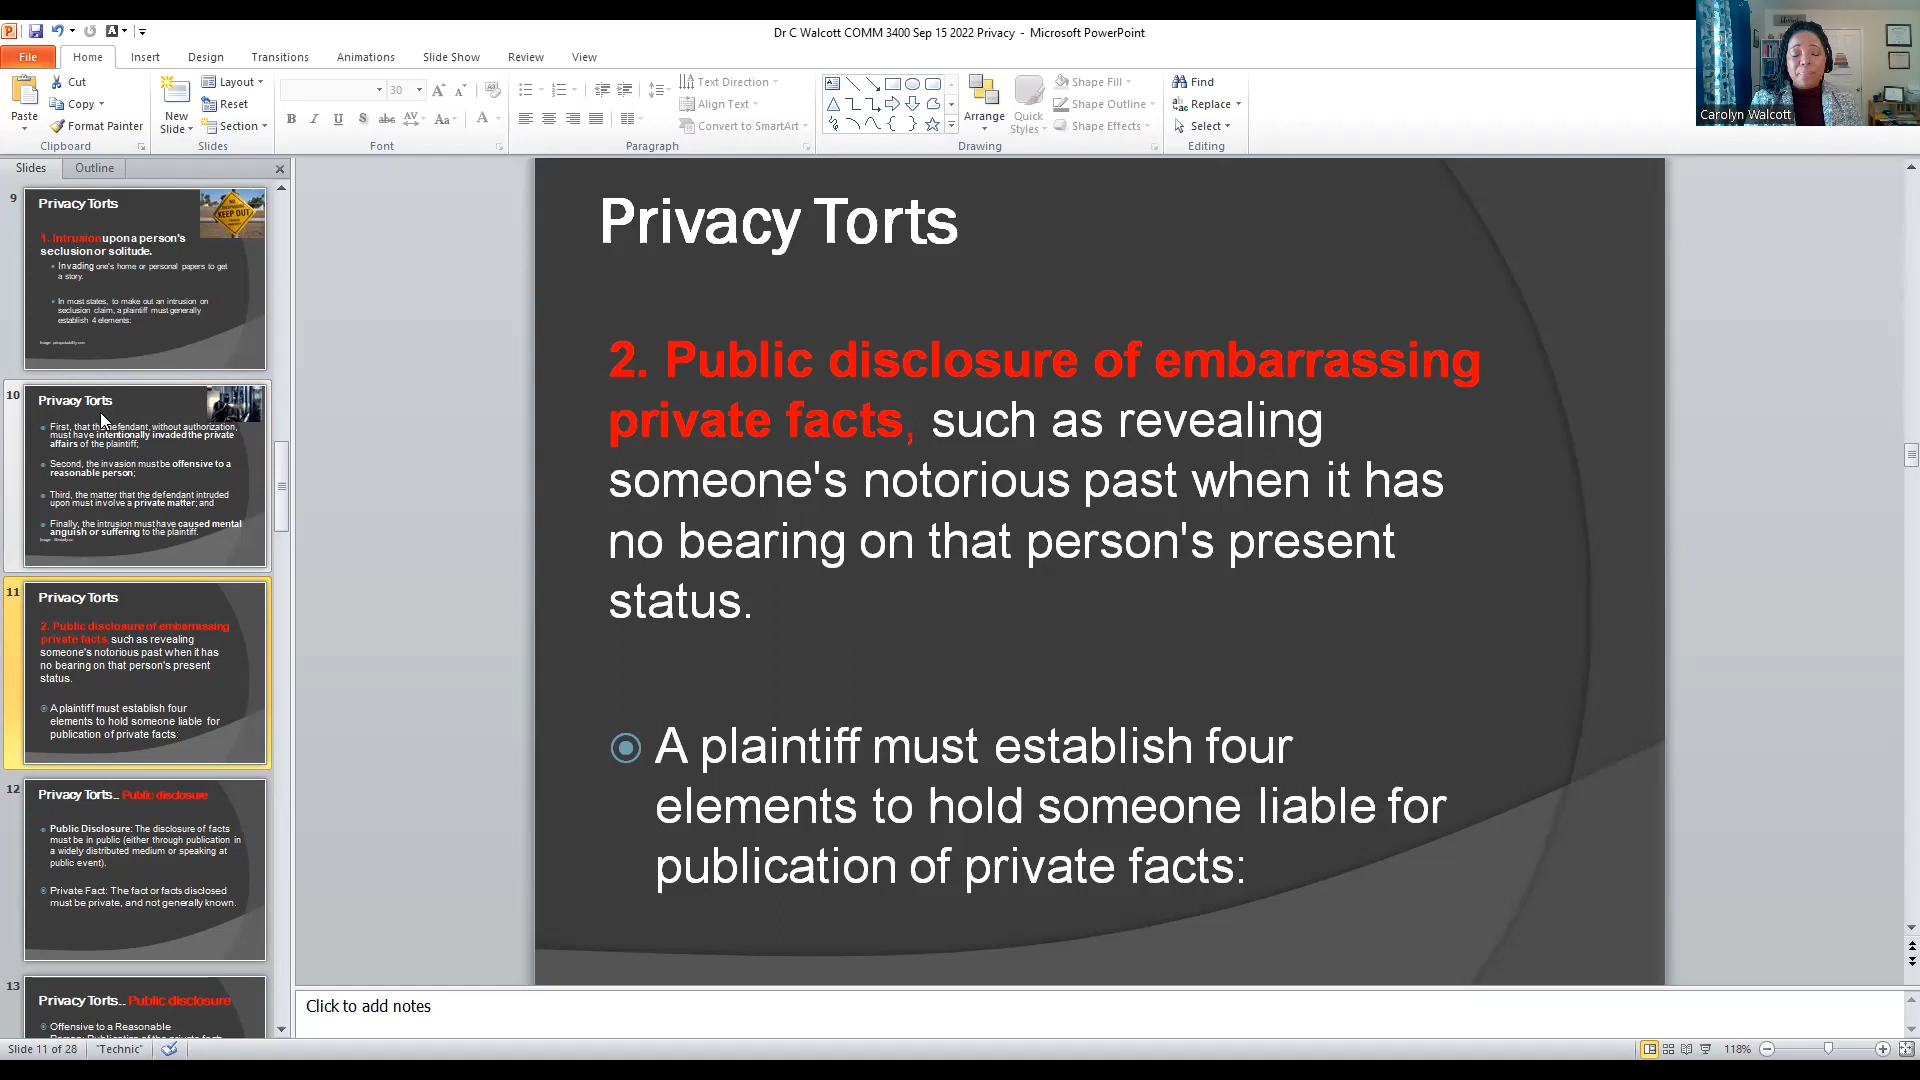 Dr C Walcott COMM 3400 Sep 15 2022 Privacy - Microsoft PowerPoint
File Home Insert Design Transitions Animations Slide Show Review View
Paste
Cut
Copy
Format Painter
Clipboard
New
Slide
Layout
Reset
Section
Slides
30
Font
Text Direction
Align Text
Convert to SmartArt
Paragraph
Arrange
Quick
Styles
Shape Fill
Shape Outline
Shape Effects
Drawing
Find
Replace
Select
Editing
Carolyn Walcott
Slides Outline
9
Privacy Torts
KEEP OUT
1. Intrusion upon a person's
seclusion or solitude.
Invading one's home or personal papers to get
a story.
In most states, to make out an intrusion on
seclusion claim, a plaintiff must generally
establish 4 elements:
10
Privacy Torts
First, that the defendant, without authorization,
must have intentionally invaded the private
affairs of the plaintiff;
Second, the invasion must be offensive to a
reasonable person;
Third, the matter that the defendant intruded
upon must involve a private matter; and
Finally, the intrusion must have caused mental
anguish or suffering to the plaintiff.
11
Privacy Torts
2. Public disclosure of embarrassing
private facts, such as revealing
someone's notorious past when it has
no bearing on that person's present
status.
A plaintiff must establish four
elements to hold someone liable for
publication of private facts:
12
Privacy Torts.. Public disclosure
Public Disclosure: The disclosure of facts
must be in public (either through publication in
a widely distributed medium or speaking at
public event).
Private Fact: The fact or facts disclosed
must be private, and not generally known.
13
Privacy Torts.. Public disclosure
Offensive to a Reasonable
Privacy Torts
2. Public disclosure of embarrassing
private facts, such as revealing
someone's notorious past when it has
no bearing on that person's present
status.
A plaintiff must establish four
elements to hold someone liable for
publication of private facts:
Click to add notes
Slide 11 of 28 "Technic" 118%